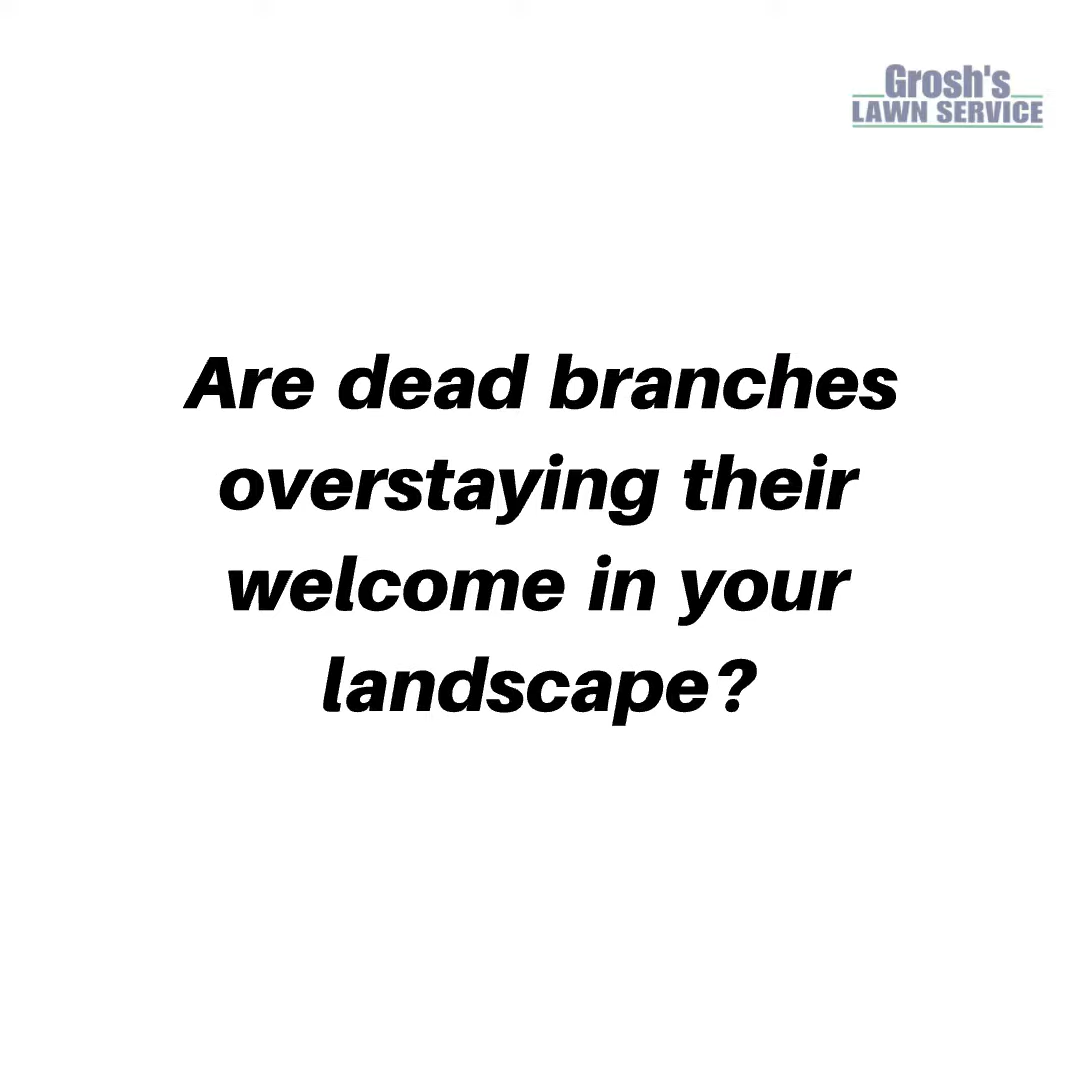 Grosh's
LAWN SERVICE
Are dead branches
overstaying their
welcome in your
landscape?